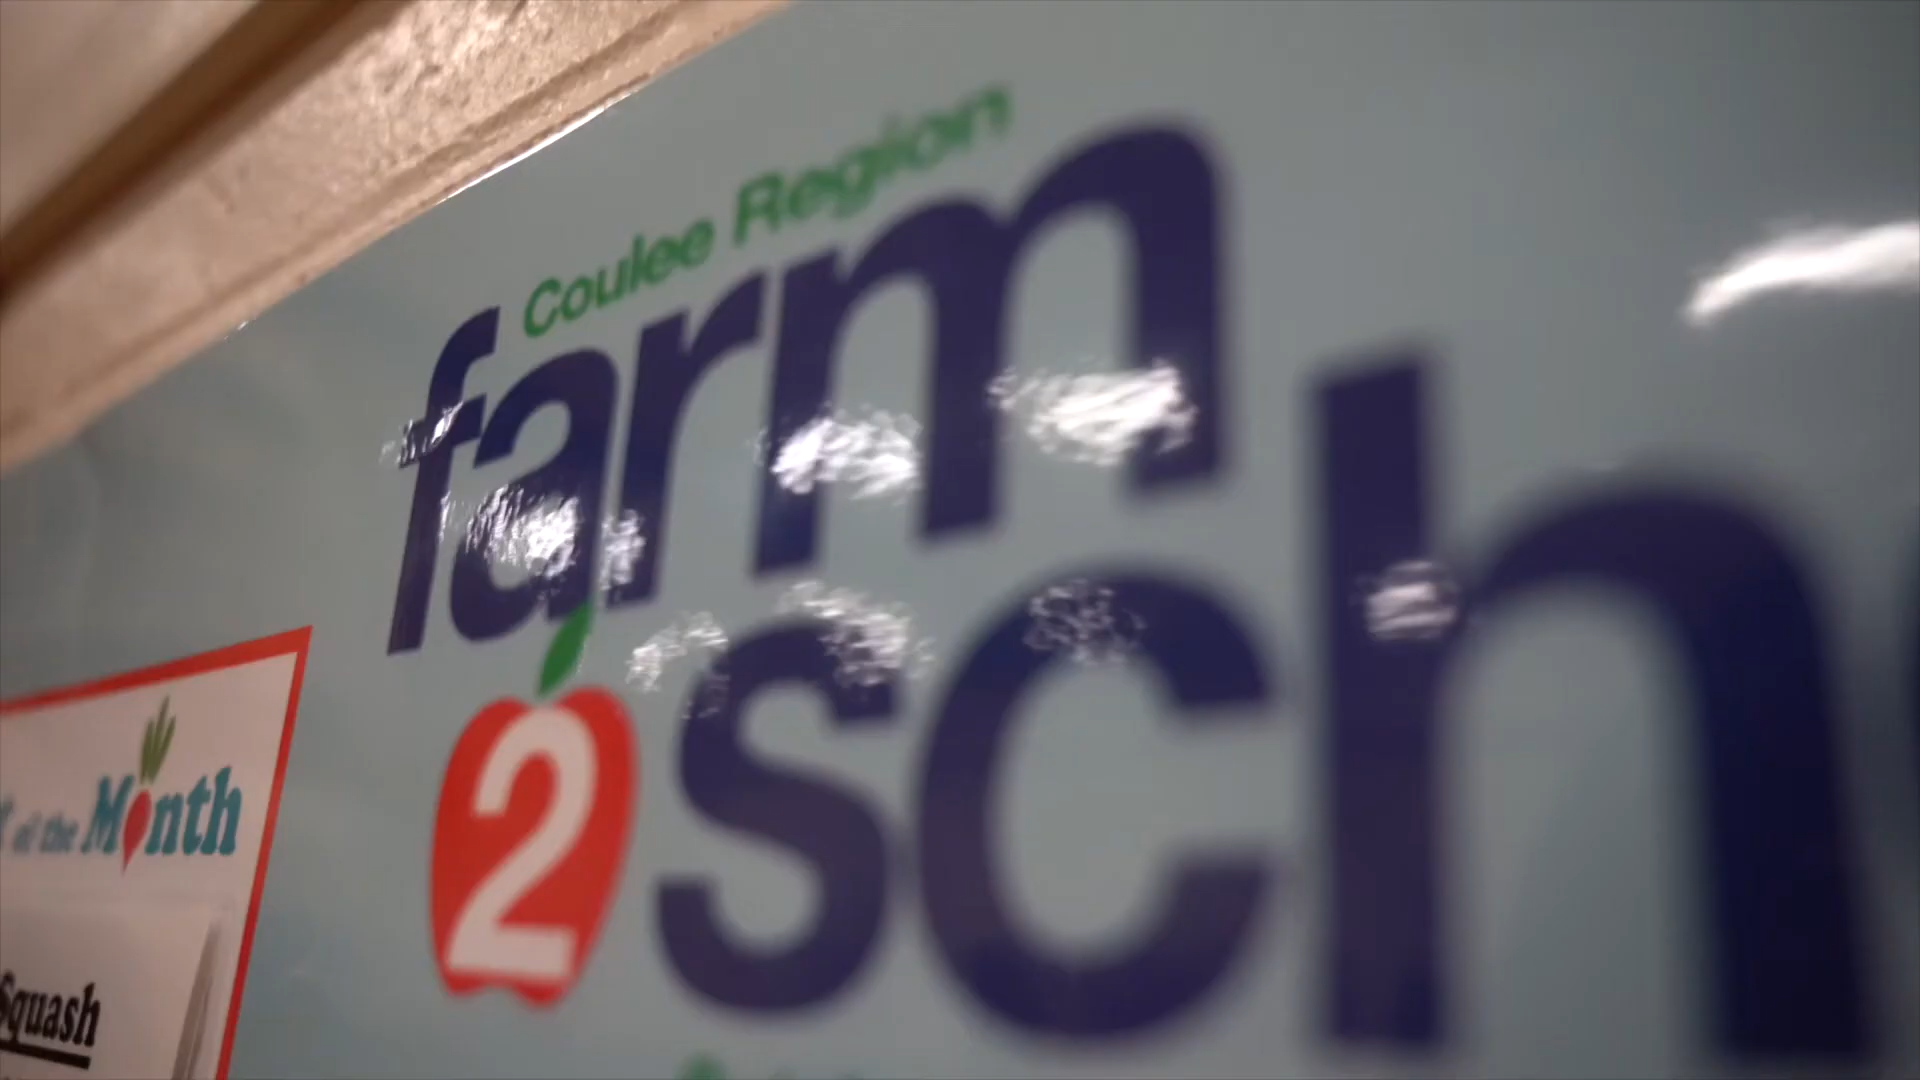 Coulee Region
farm
2 sch
of the Month
Squash